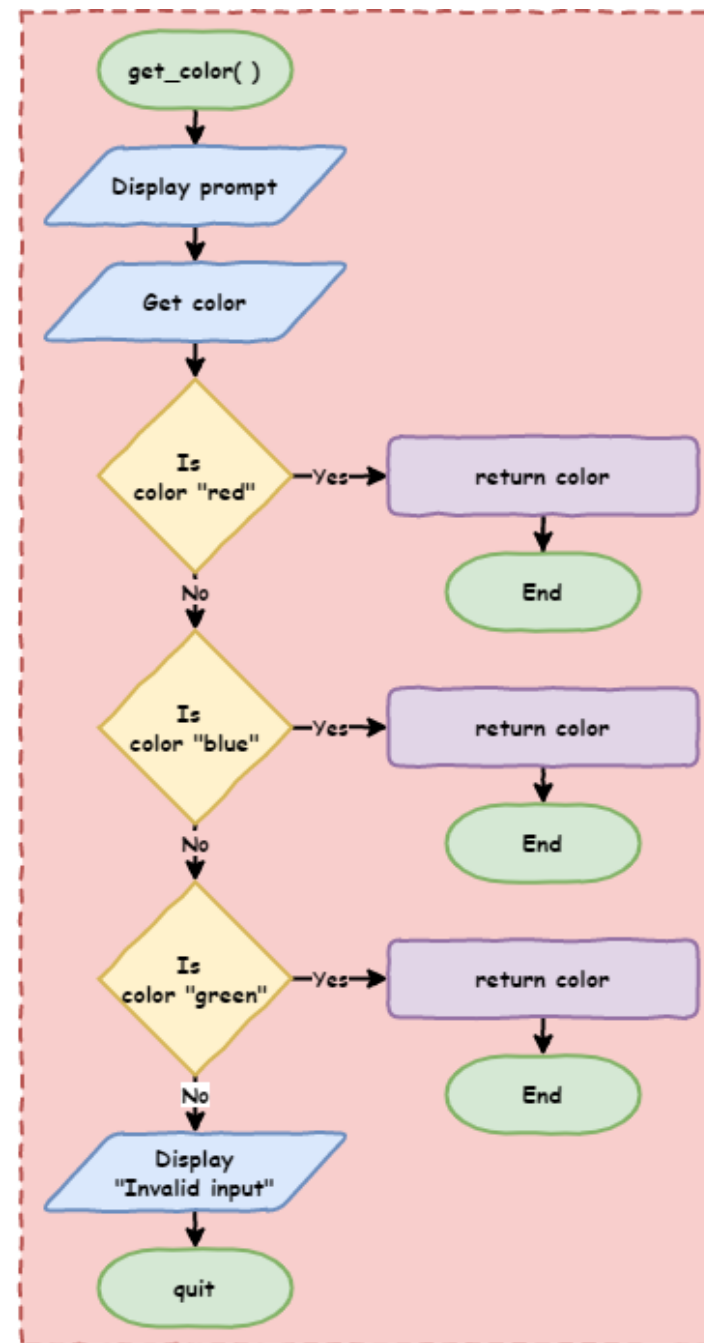 get_color( )
Display prompt
Get color
Is
color "red"
Yes
return color
End
No
Is
color "blue"
Yes
return color
End
No
Is
color "green"
Yes
return color
End
No
Display
"Invalid input"
quit